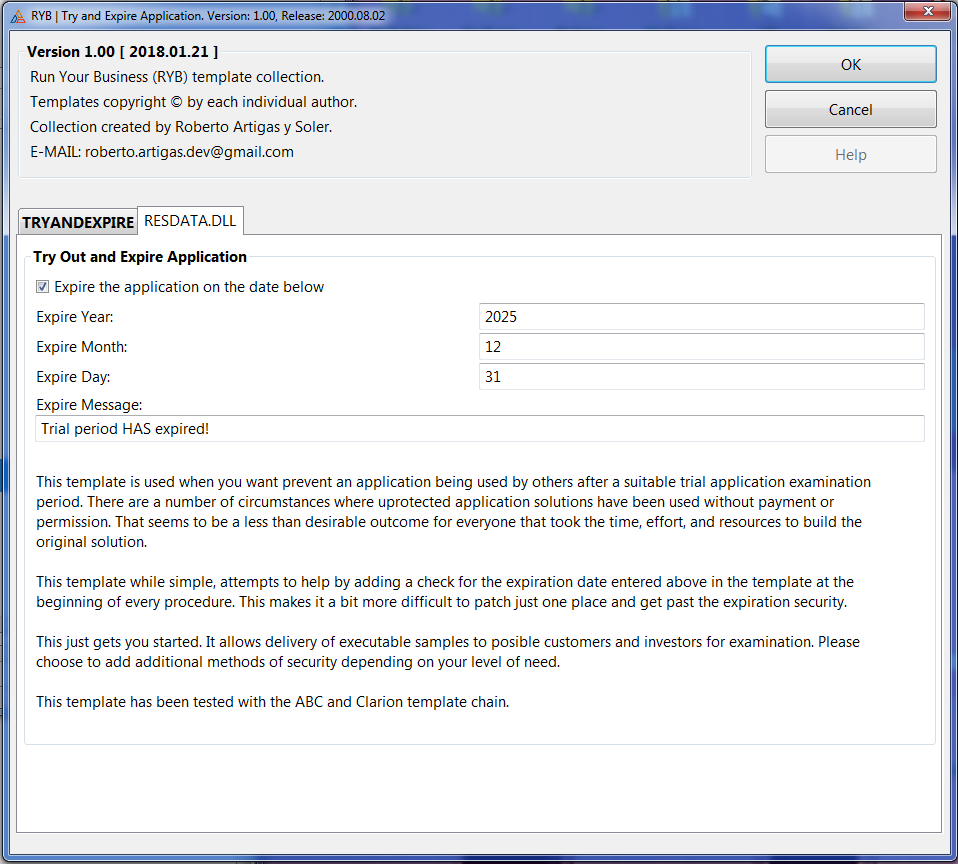 RYB | Try and Expire Application. Version: 1.00, Release: 2000.08.02
Version 1.00 [ 2018.01.21 ]
Run Your Business (RYB) template collection.
Templates copyright © by each individual author.
Collection created by Roberto Artigas y Soler.
E-MAIL: roberto.artigas.dev@gmail.com
OK
Cancel
Help
TRYANDEXPIRE
RESDATA.DLL
Try Out and Expire Application
Expire the application on the date below
Expire Year:
2025
Expire Month:
12
Expire Day:
31
Expire Message:
Trial period HAS expired!
This template is used when you want prevent an application being used by others after a suitable trial application examination
period. There are a number of circumstances where uprotected application solutions have been used without payment or
permission. That seems to be a less than desirable outcome for everyone that took the time, effort, and resources to build the
original solution.
This template while simple, attempts to help by adding a check for the expiration date entered above in the template at the
beginning of every procedure. This makes it a bit more difficult to patch just one place and get past the expiration security.
This just gets you started. It allows delivery of executable samples to posible customers and investors for examination. Please
choose to add additional methods of security depending on your level of need.
This template has been tested with the ABC and Clarion template chain.